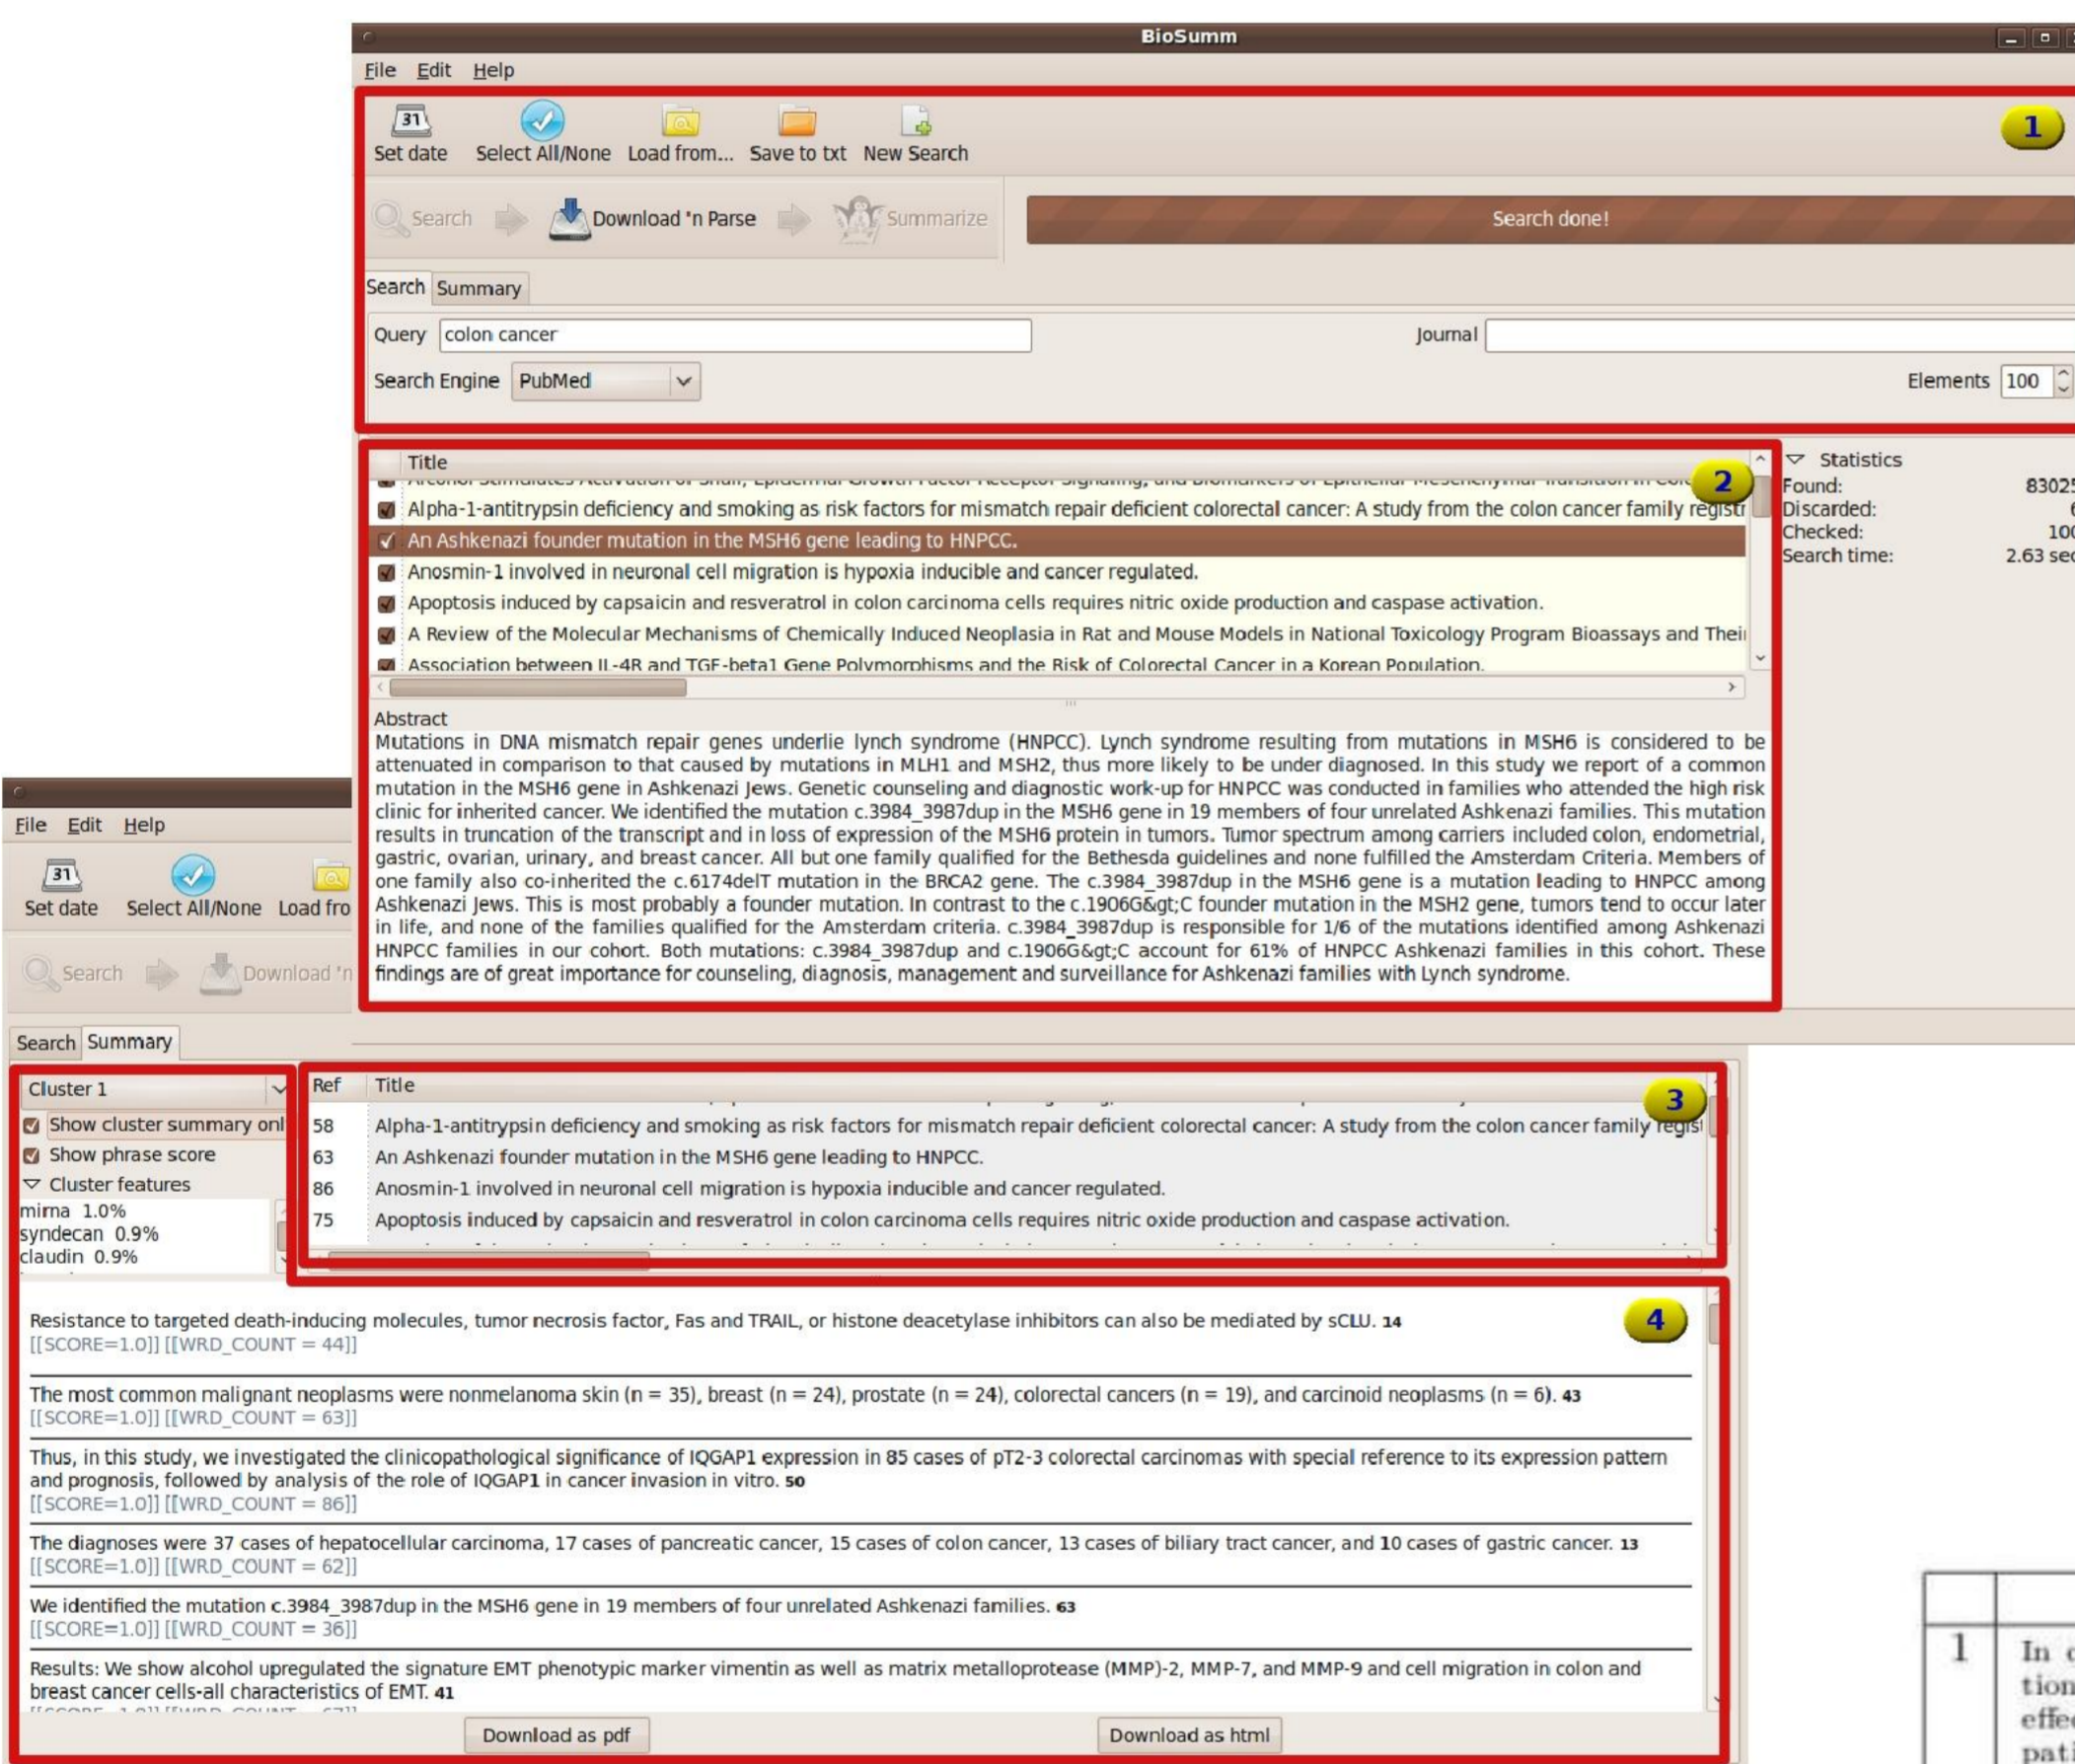 BioSumm
File Edit Help
1
Set date Select All/None Load from... Save to txt New Search
Search Download 'n Parse Summarize Search done!
Search Summary
Query colon cancer Journal
Search Engine PubMed Elements 100
Title
2
Alpha-1-antitrypsin deficiency and smoking as risk factors for mismatch repair deficient colorectal cancer: A study from the colon cancer family registr
An Ashkenazi founder mutation in the MSH6 gene leading to HNPCC.
Anosmin-1 involved in neuronal cell migration is hypoxia inducible and cancer regulated.
Apoptosis induced by capsaicin and resveratrol in colon carcinoma cells requires nitric oxide production and caspase activation.
A Review of the Molecular Mechanisms of Chemically Induced Neoplasia in Rat and Mouse Models in National Toxicology Program Bioassays and Thei
Association between IL-4R and TGF-beta1 Gene Polymorphisms and the Risk of Colorectal Cancer in a Korean Population.
Statistics
Found: 83025
Discarded: 6
Checked: 100
Search time: 2.63 sec
Abstract
Mutations in DNA mismatch repair genes underlie lynch syndrome (HNPCC). Lynch syndrome resulting from mutations in MSH6 is considered to be
attenuated in comparison to that caused by mutations in MLH1 and MSH2, thus more likely to be under diagnosed. In this study we report of a common
mutation in the MSH6 gene in Ashkenazi Jews. Genetic counseling and diagnostic work-up for HNPCC was conducted in families who attended the high risk
clinic for inherited cancer. We identified the mutation c.3984_3987dup in the MSH6 gene in 19 members of four unrelated Ashkenazi families. This mutation
results in truncation of the transcript and in loss of expression of the MSH6 protein in tumors. Tumor spectrum among carriers included colon, endometrial,
gastric, ovarian, urinary, and breast cancer. All but one family qualified for the Bethesda guidelines and none fulfilled the Amsterdam Criteria. Members of
one family also co-inherited the c.6174delT mutation in the BRCA2 gene. The c.3984_3987dup in the MSH6 gene is a mutation leading to HNPCC among
Ashkenazi Jews. This is most probably a founder mutation. In contrast to the c.1906G&gt;C founder mutation in the MSH2 gene, tumors tend to occur later
in life, and none of the families qualified for the Amsterdam criteria. c.3984_3987dup is responsible for 1/6 of the mutations identified among Ashkenazi
HNPCC families in our cohort. Both mutations: c.3984_3987dup and c.1906G&gt;C account for 61% of HNPCC Ashkenazi families in this cohort. These
findings are of great importance for counseling, diagnosis, management and surveillance for Ashkenazi families with Lynch syndrome.
File Edit Help
Set date Select All/None Load fro
Search Download 'n
Search Summary
Cluster 1
Show cluster summary onl
Show phrase score
Cluster features
mirna 1.0%
syndecan 0.9%
claudin 0.9%
Ref Title
3
58 Alpha-1-antitrypsin deficiency and smoking as risk factors for mismatch repair deficient colorectal cancer: A study from the colon cancer family regist
63 An Ashkenazi founder mutation in the MSH6 gene leading to HNPCC.
86 Anosmin-1 involved in neuronal cell migration is hypoxia inducible and cancer regulated.
75 Apoptosis induced by capsaicin and resveratrol in colon carcinoma cells requires nitric oxide production and caspase activation.
4
Resistance to targeted death-inducing molecules, tumor necrosis factor, Fas and TRAIL, or histone deacetylase inhibitors can also be mediated by sCLU. 14
[[SCORE=1.0]] [[WRD_COUNT = 44]]
The most common malignant neoplasms were nonmelanoma skin (n = 35), breast (n = 24), prostate (n = 24), colorectal cancers (n = 19), and carcinoid neoplasms (n = 6). 43
[[SCORE=1.0]] [[WRD_COUNT = 63]]
Thus, in this study, we investigated the clinicopathological significance of IQGAP1 expression in 85 cases of pT2-3 colorectal carcinomas with special reference to its expression pattern
and prognosis, followed by analysis of the role of IQGAP1 in cancer invasion in vitro. 50
[[SCORE=1.0]] [[WRD_COUNT = 86]]
The diagnoses were 37 cases of hepatocellular carcinoma, 17 cases of pancreatic cancer, 15 cases of colon cancer, 13 cases of biliary tract cancer, and 10 cases of gastric cancer. 13
[[SCORE=1.0]] [[WRD_COUNT = 62]]
We identified the mutation c.3984_3987dup in the MSH6 gene in 19 members of four unrelated Ashkenazi families. 63
[[SCORE=1.0]] [[WRD_COUNT = 36]]
Results: We show alcohol upregulated the signature EMT phenotypic marker vimentin as well as matrix metalloprotease (MMP)-2, MMP-7, and MMP-9 and cell migration in colon and
breast cancer cells-all characteristics of EMT. 41
Download as pdf Download as html
1 In
tion
effe
pati